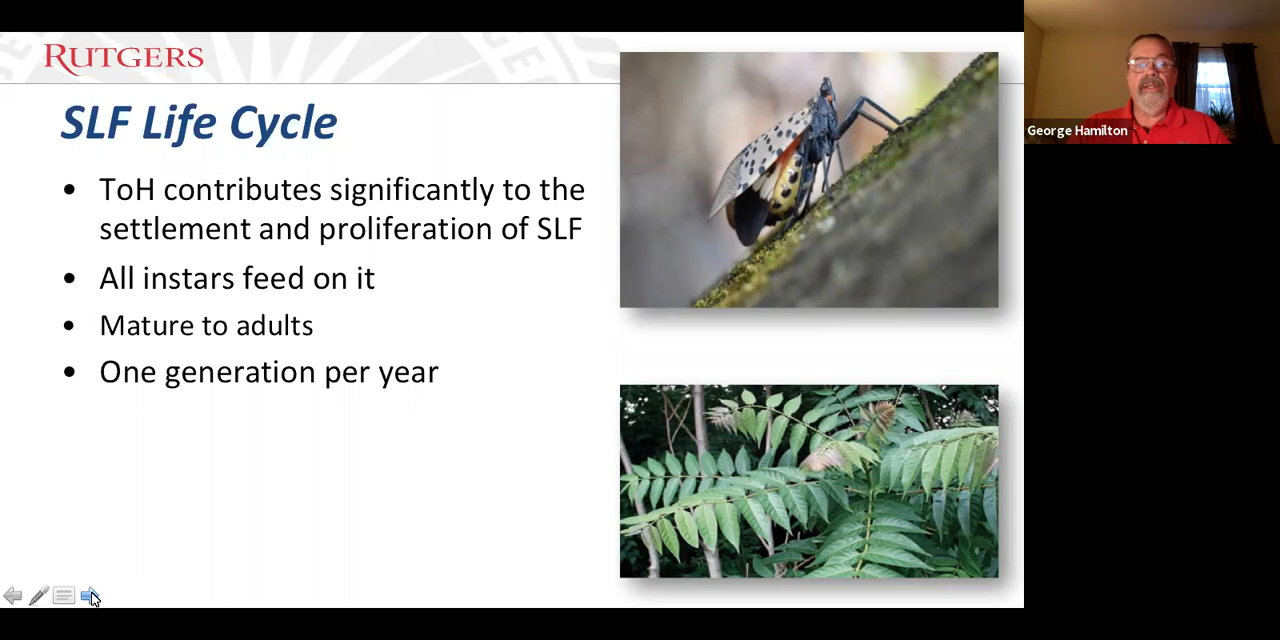 RUTGERS
SLF Life Cycle
• ToH contributes significantly to the
settlement and proliferation of SLF
• All instars feed on it
• Mature to adults
• One generation per year
George Hamilton